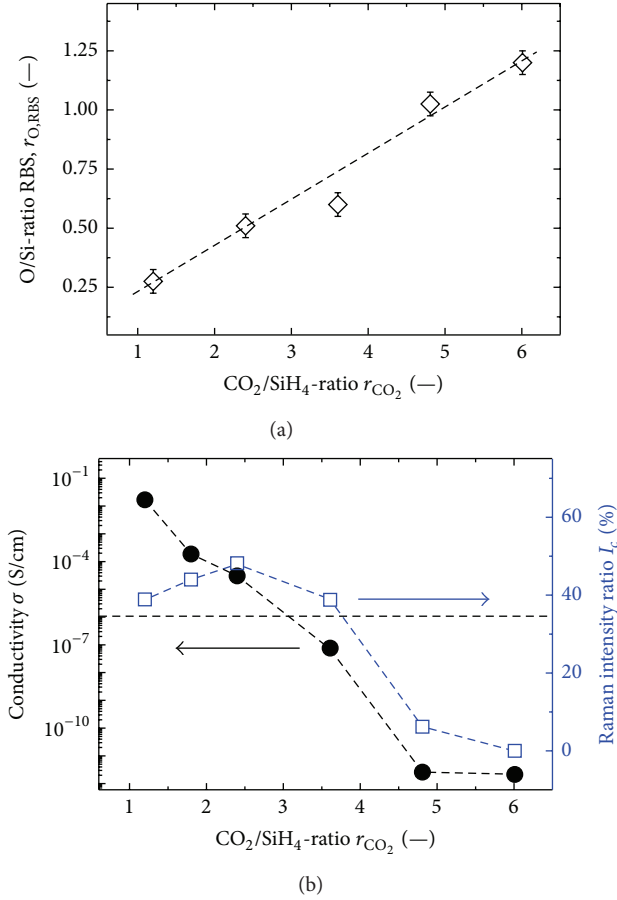 1.25
1.00
0.75
0.50
0.25
O/Si-ratio RBS, r_O,RBS (—)
1 2 3 4 5 6
CO₂/SiH₄-ratio r_CO₂ (—)
(a)
10⁻¹
10⁻⁴
10⁻⁷
10⁻¹⁰
Conductivity σ (S/cm)
60
40
20
0
Raman intensity ratio I_c (%)
1 2 3 4 5 6
CO₂/SiH₄-ratio r_CO₂ (—)
(b)